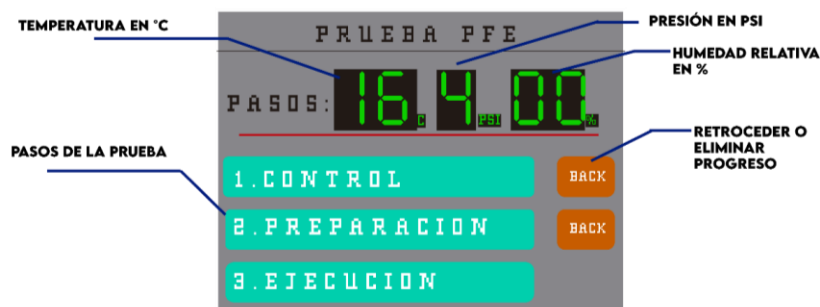 PRUEBA PFE
TEMPERATURA EN °C
PRESIÓN EN PSI
HUMEDAD RELATIVA
EN %
PASOS: 16 C 4 PSI 00 %
RETROCEDER O
ELIMINAR
PROGRESO
PASOS DE LA PRUEBA
1.CONTROL BACK
2.PREPARACION BACK
3.EJECUCION